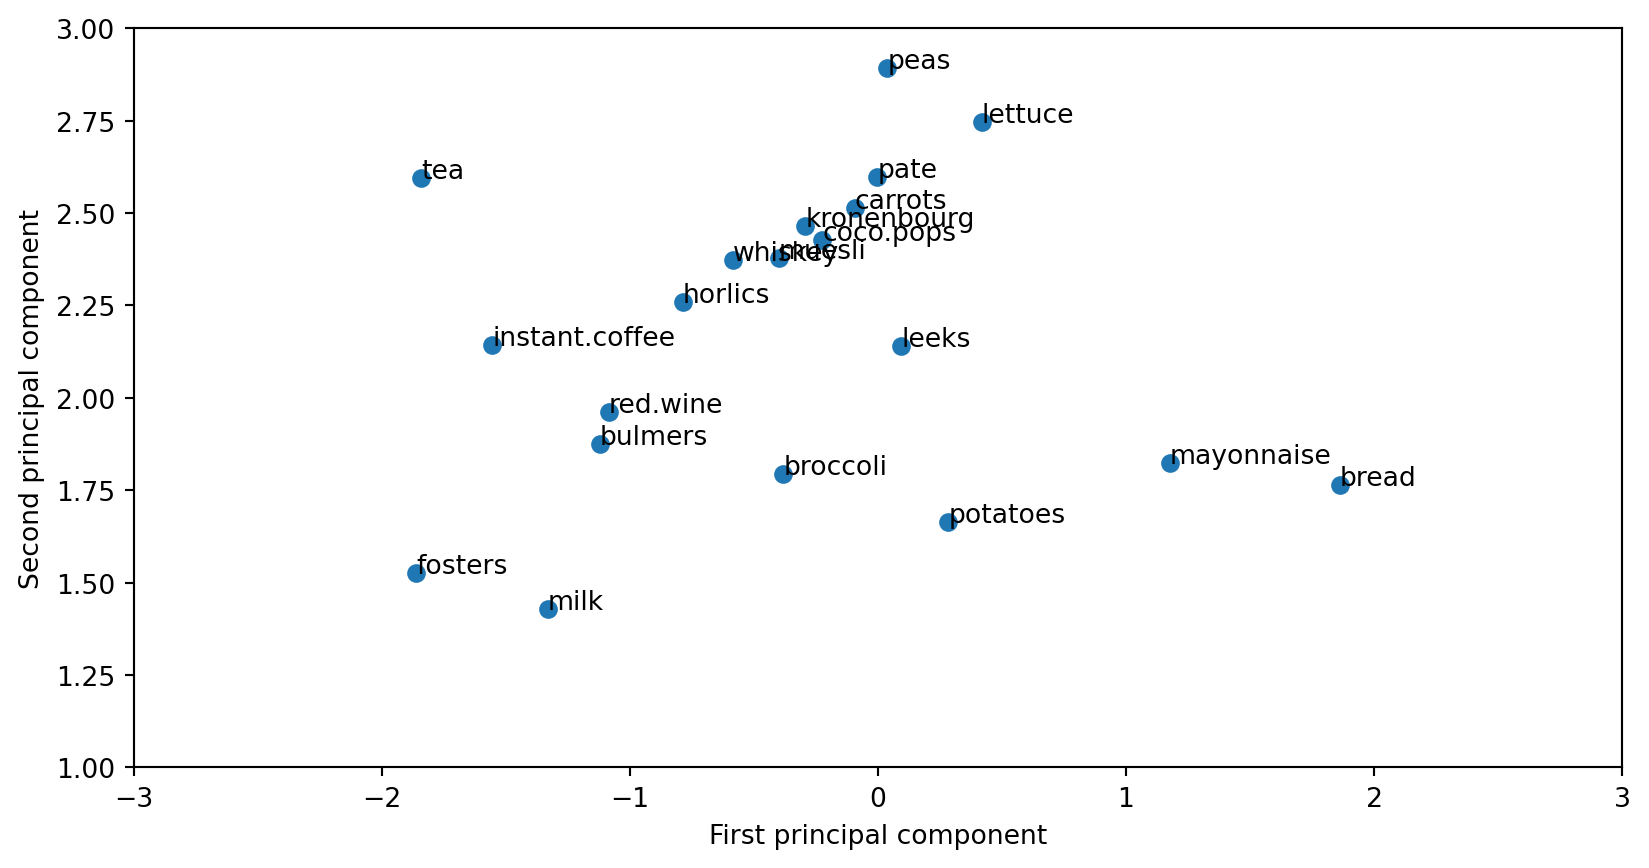 3.00
2.75
2.50
2.25
2.00
1.75
1.50
1.25
1.00
Second principal component
peas
lettuce
tea
pate
carrots
kronenbourg
coco.pops
whiskey
muesli
horlics
instant.coffee
leeks
red.wine
bulmers
broccoli
mayonnaise
bread
potatoes
fosters
milk
−3
−2
−1
0
1
2
3
First principal component